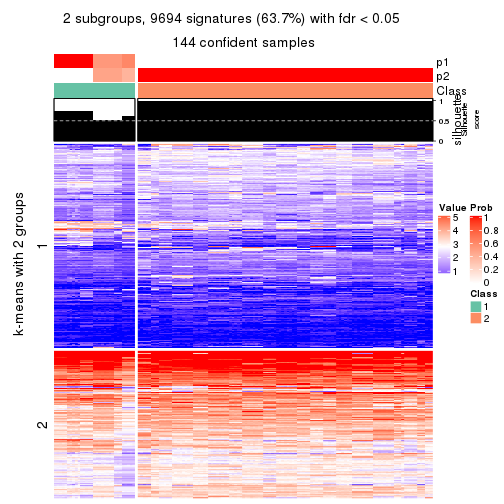 2 subgroups, 9694 signatures (63.7%) with fdr < 0.05
144 confident samples
p1
p2
Class
1
0.5
0
silhouette
Silhouette
score
k-means with 2 groups
1
2
Value
5
4
3
2
1
Prob
1
0.8
0.6
0.4
0.2
0
Class
1
2